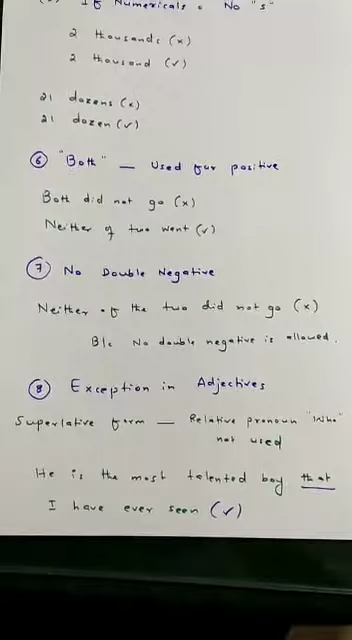 If Numericals = No "s"
2 thousands (x)
2 thousand (✓)
21 dozens (x)
21 dozen (✓)
⑥ "Both" — Used for positive
Both did not go (x)
Neither of two went (✓)
⑦ No Double Negative
Neither of the two did not go (x)
B/c No double negative is allowed.
⑧ Exception in Adjectives
Superlative form — Relative pronoun "Who"
not used
He is the most talented boy that
I have ever seen (✓)